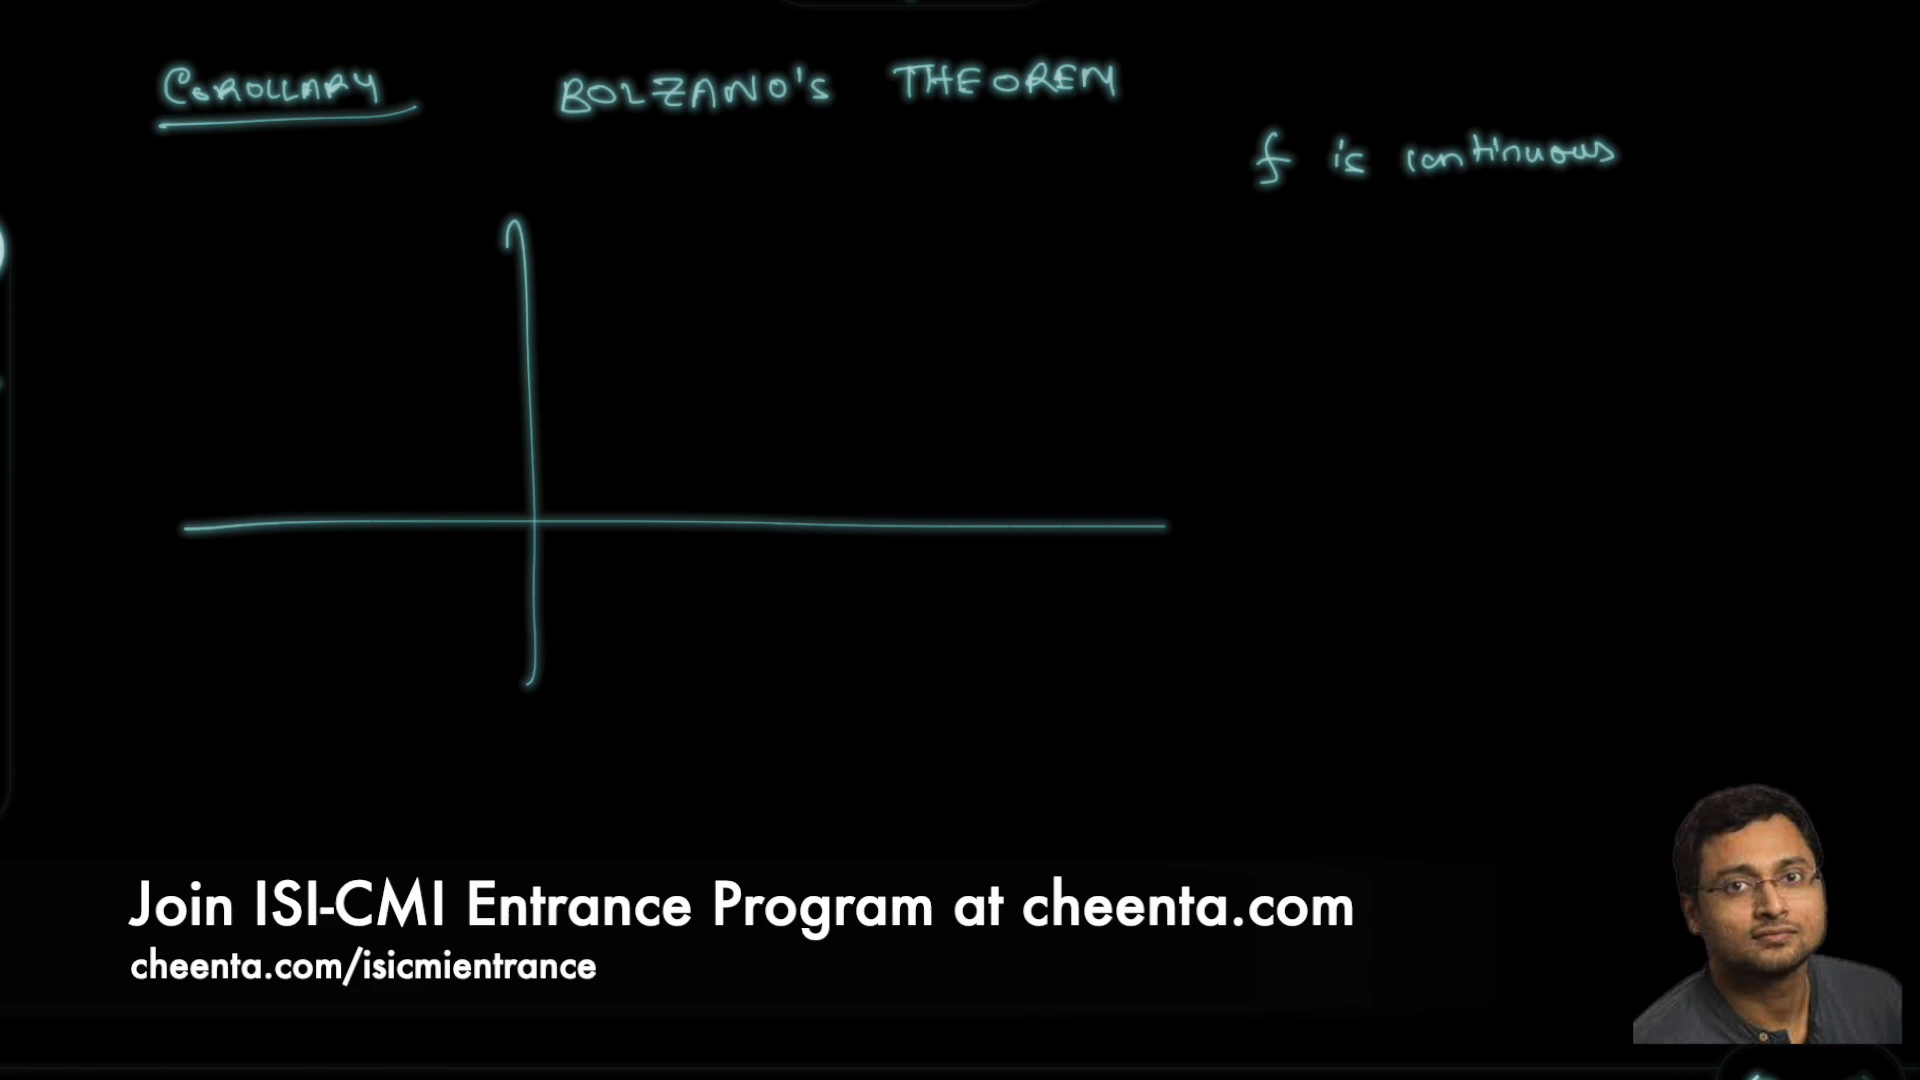 COROLLARY BOLZANO'S THEOREM
f is continuous
Join ISI-CMI Entrance Program at cheenta.com
cheenta.com/isicmientrance